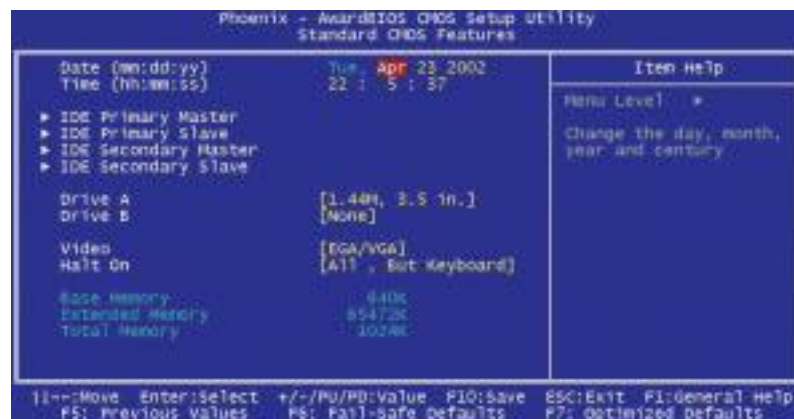 Phoenix - AwardBIOS CMOS Setup Utility
Standard CMOS Features
Date (mm:dd:yy) Tue, Apr 23 2002
Time (hh:mm:ss) 22 : 5 : 37
► IDE Primary Master
► IDE Primary Slave
► IDE Secondary Master
► IDE Secondary Slave
Drive A [1.44M, 3.5 in.]
Drive B [None]
Video [EGA/VGA]
Halt On [All , But Keyboard]
Base Memory 640K
Extended Memory 65472K
Total Memory 1024K
Item Help
Menu Level ►
Change the day, month,
year and century
:Move Enter:Select +/-/PU/PD:Value F10:Save ESC:Exit F1:General Help
F5: Previous Values F6: Fail-Safe Defaults F7: Optimized Defaults